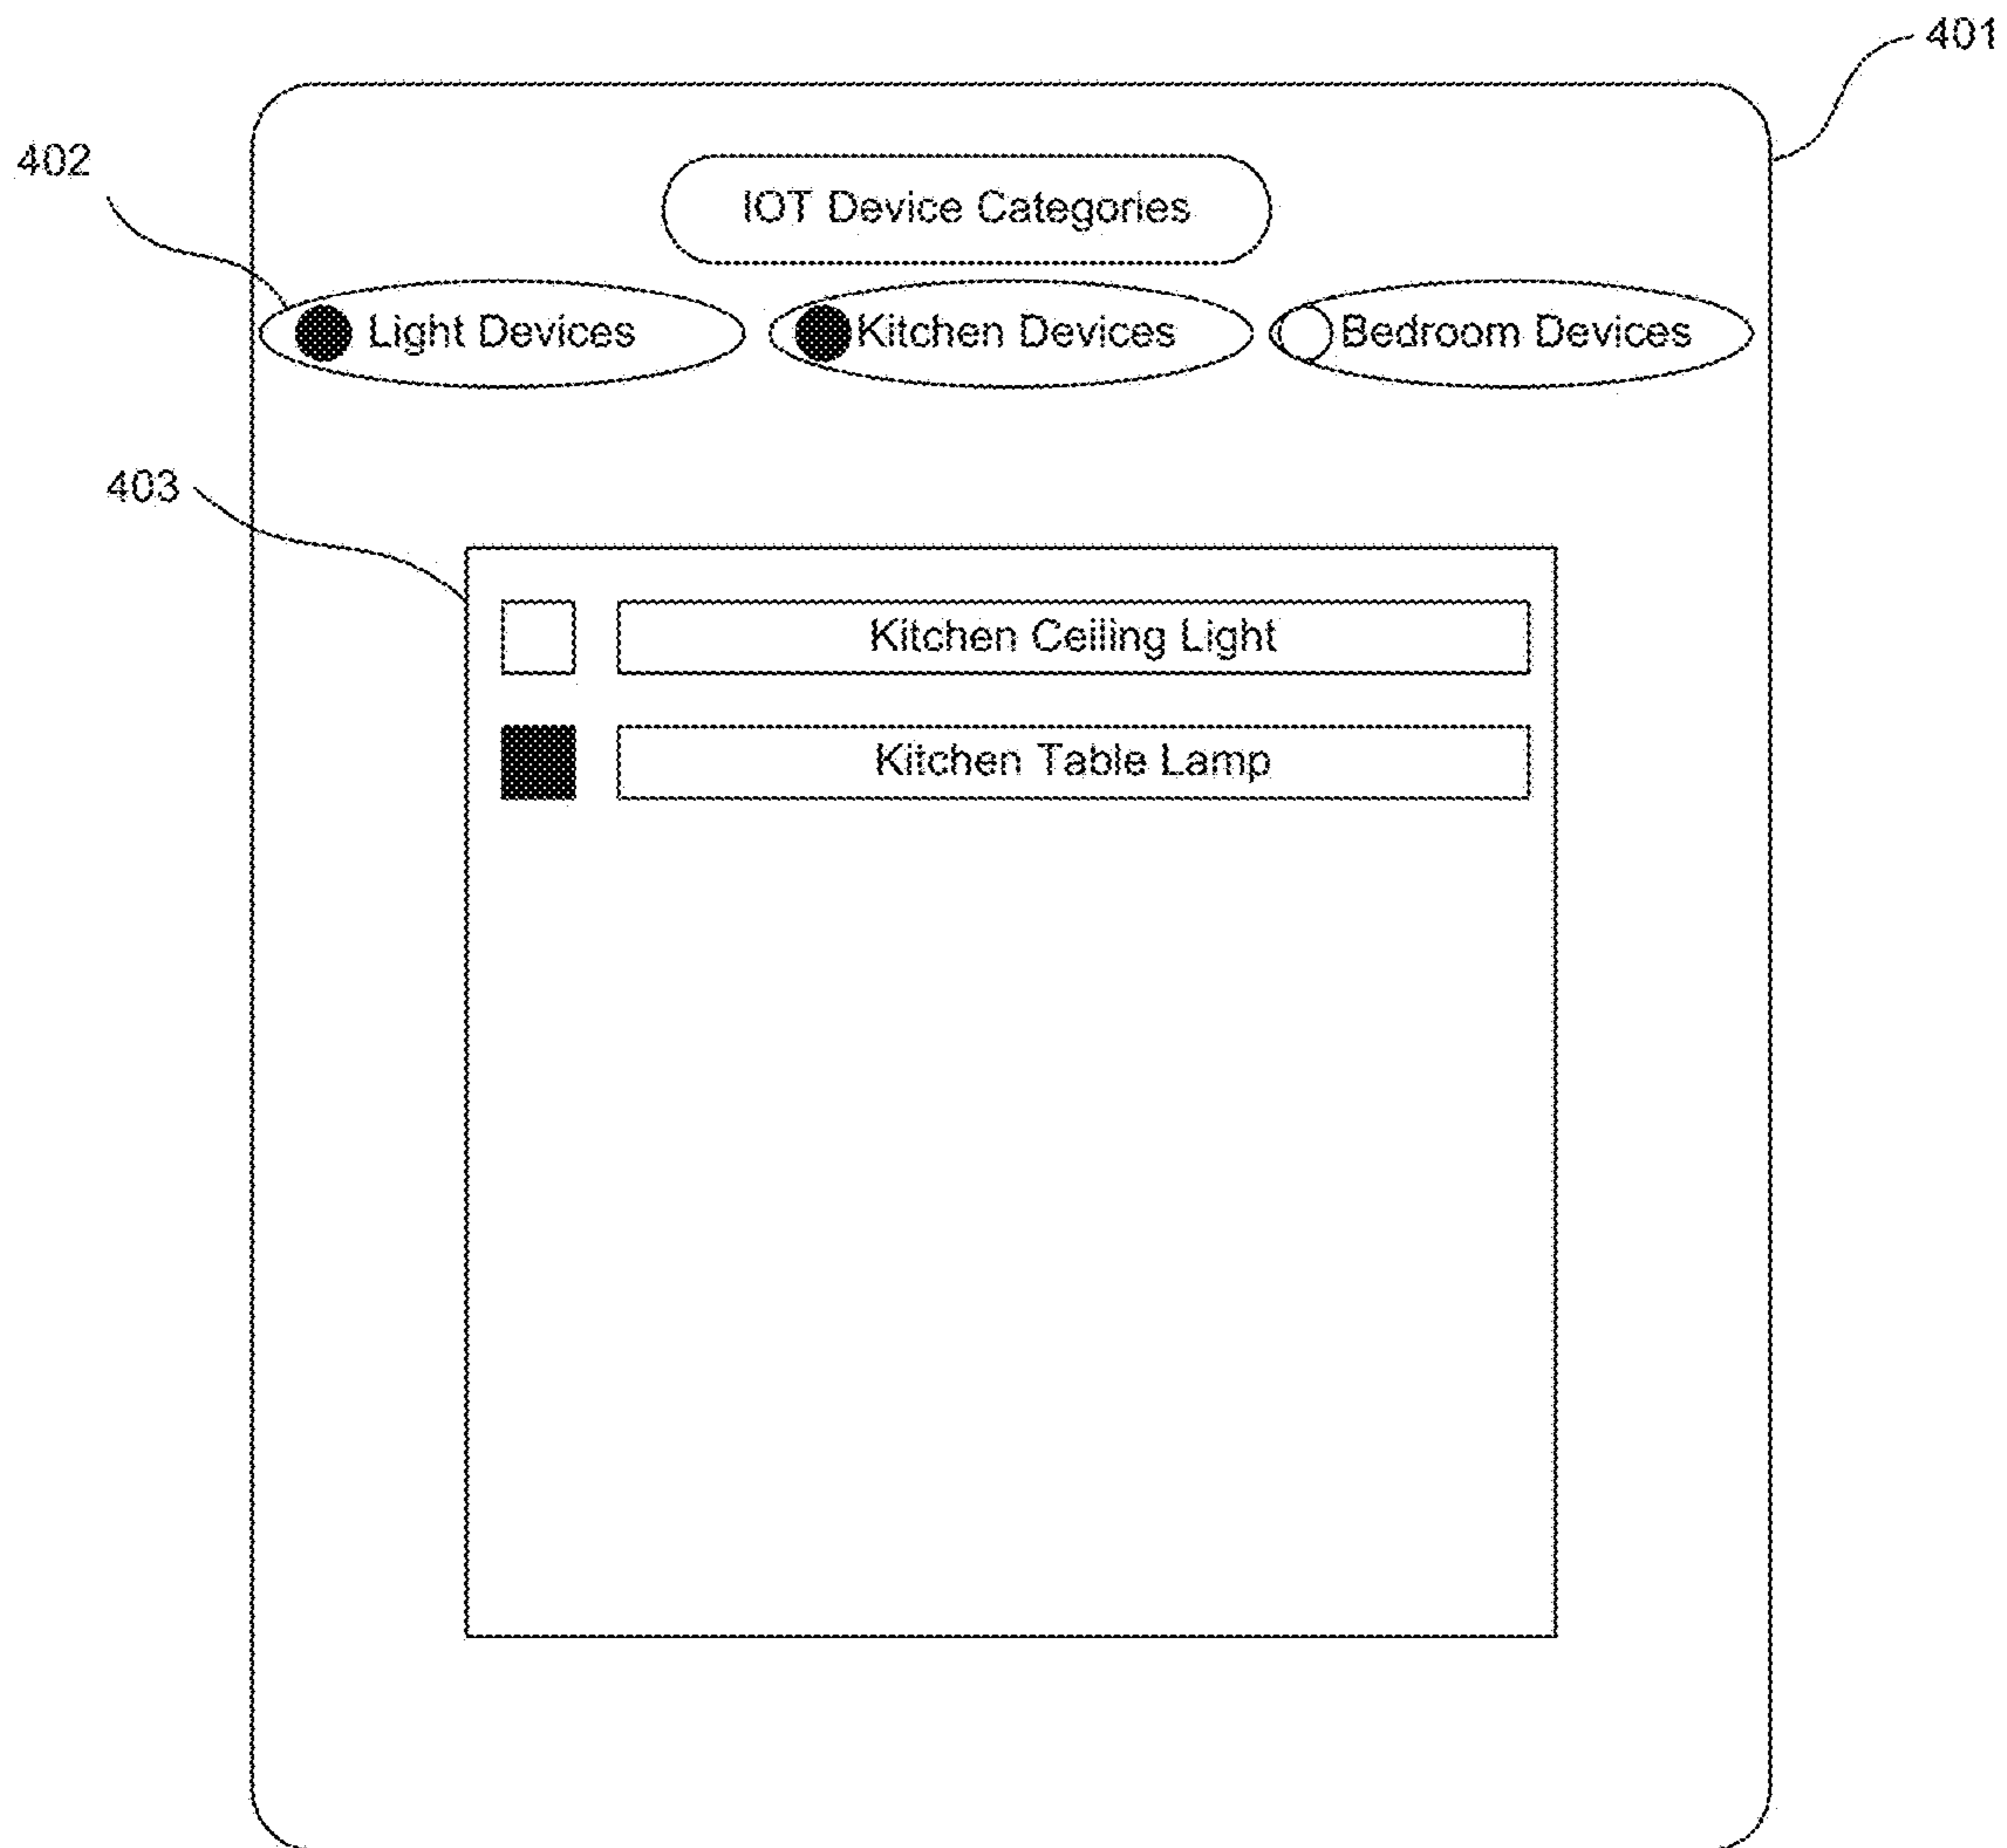 401
402
IOT Device Categories
Light Devices Kitchen Devices Bedroom Devices
403
Kitchen Ceiling Light
Kitchen Table Lamp